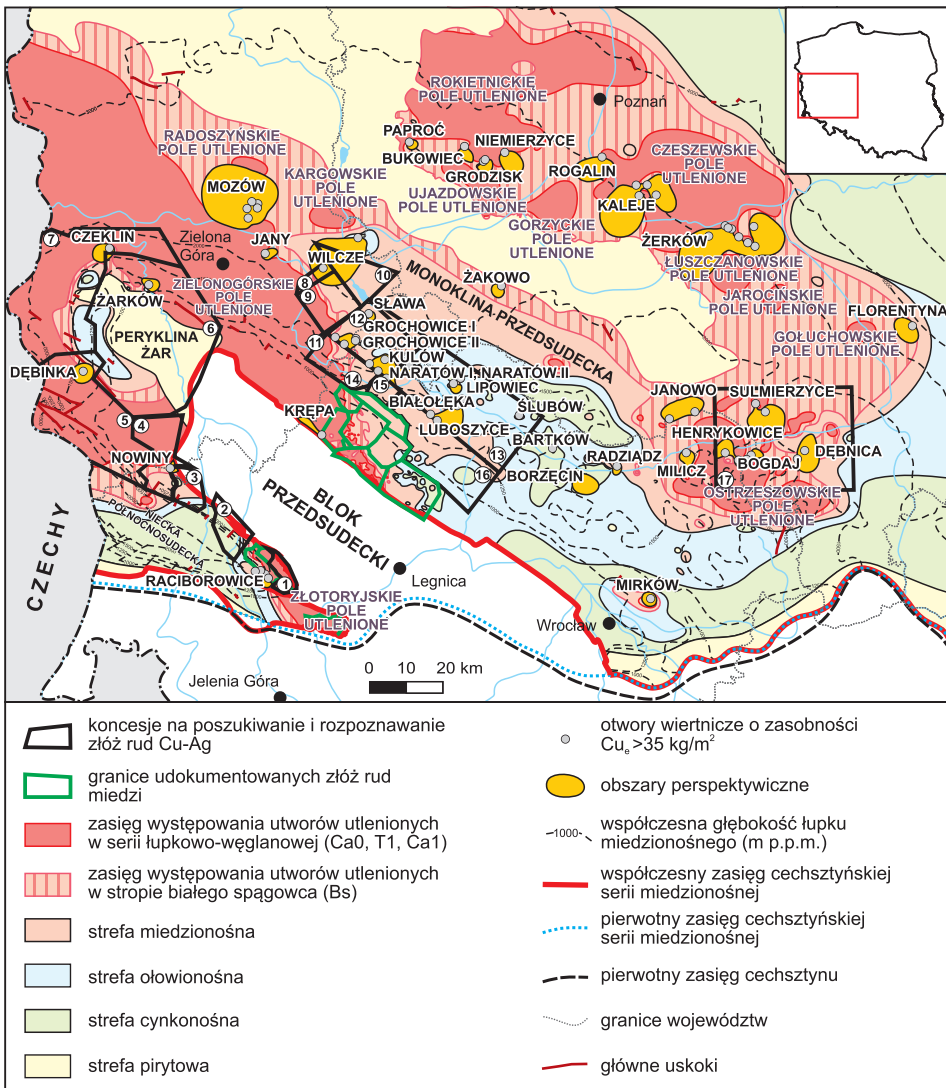 ROKIETNICKIE
POLE UTLENIONE
Poznań
RADOSZYŃSKIE
POLE UTLENIONE
PAPROĆ
BUKOWIEC
NIEMIERZYCE
GRODZISK
ROGALIN
CZESZEWSKIE
POLE
UTLENIONE
KARGOWSKIE
POLE
UTLENIONE
MOZÓW
UJAZDOWSKIE
POLE UTLENIONE
KALEJE
GÓRZYCKIE
POLE
UTLENIONE
ŻERKÓW
7
CZEKLIN
Zielona
Góra
JANY
WILCZE
8
9
10
ŁUSZCZANOWSKIE
POLE UTLENIONE
MONOKLINA PRZEDSUDECKA
ŻAKOWO
JAROCIŃSKIE
POLE
UTLENIONE
ŻARKÓW
ZIELONOGÓRSKIE
POLE
UTLENIONE
SŁAWA
12
FLORENTYNA
PERYKLINA
ŻAR
6
GROCHOWICE I
GROCHOWICE II
11
GOŁUCHOWSKIE
POLE UTLENIONE
KULÓW
DĘBINKA
14
15
NARATÓW I, NARATÓW II
LIPOWIEC
BIAŁOŁĘKA
JANOWO
SULMIERZYCE
5
4
KRĘPA
LUBOSZYCE
ŚLUBÓW
BARTKÓW
HENRYKOWICE
NOWINY
3
13
16
BORZĘCIN
RADZIĄDZ
MILICZ
BOGDAJ
DĘBNICA
17
OSTRZESZOWSKIE
POLE
UTLENIONE
CZECHY
NIECKA
PÓŁNOCNOSUDECKA
2
BLOK
PRZEDSUDECKI
RACIBOROWICE
1
Legnica
MIRKÓW
ZŁOTORYJSKIE
POLE
UTLENIONE
Wrocław
Jelenia Góra
0 10 20 km
koncesje na poszukiwanie i rozpoznawanie
złóż rud Cu-Ag
granice udokumentowanych złóż rud
miedzi
zasięg występowania utworów utlenionych
w serii łupkowo-węglanowej (Ca0, T1, Ca1)
zasięg występowania utworów utlenionych
w stropie białego spągowca (Bs)
strefa miedzionośna
strefa ołowionośna
strefa cynkonośna
strefa pirytowa
otwory wiertnicze o zasobności
Cuₑ >35 kg/m²
obszary perspektywiczne
1000
współczesna głębokość łupku
miedzionośnego (m p.p.m.)
współczesny zasięg cechsztyńskiej
serii miedzionośnej
pierwotny zasięg cechsztyńskiej
serii miedzionośnej
pierwotny zasięg cechsztynu
granice województw
główne uskoki